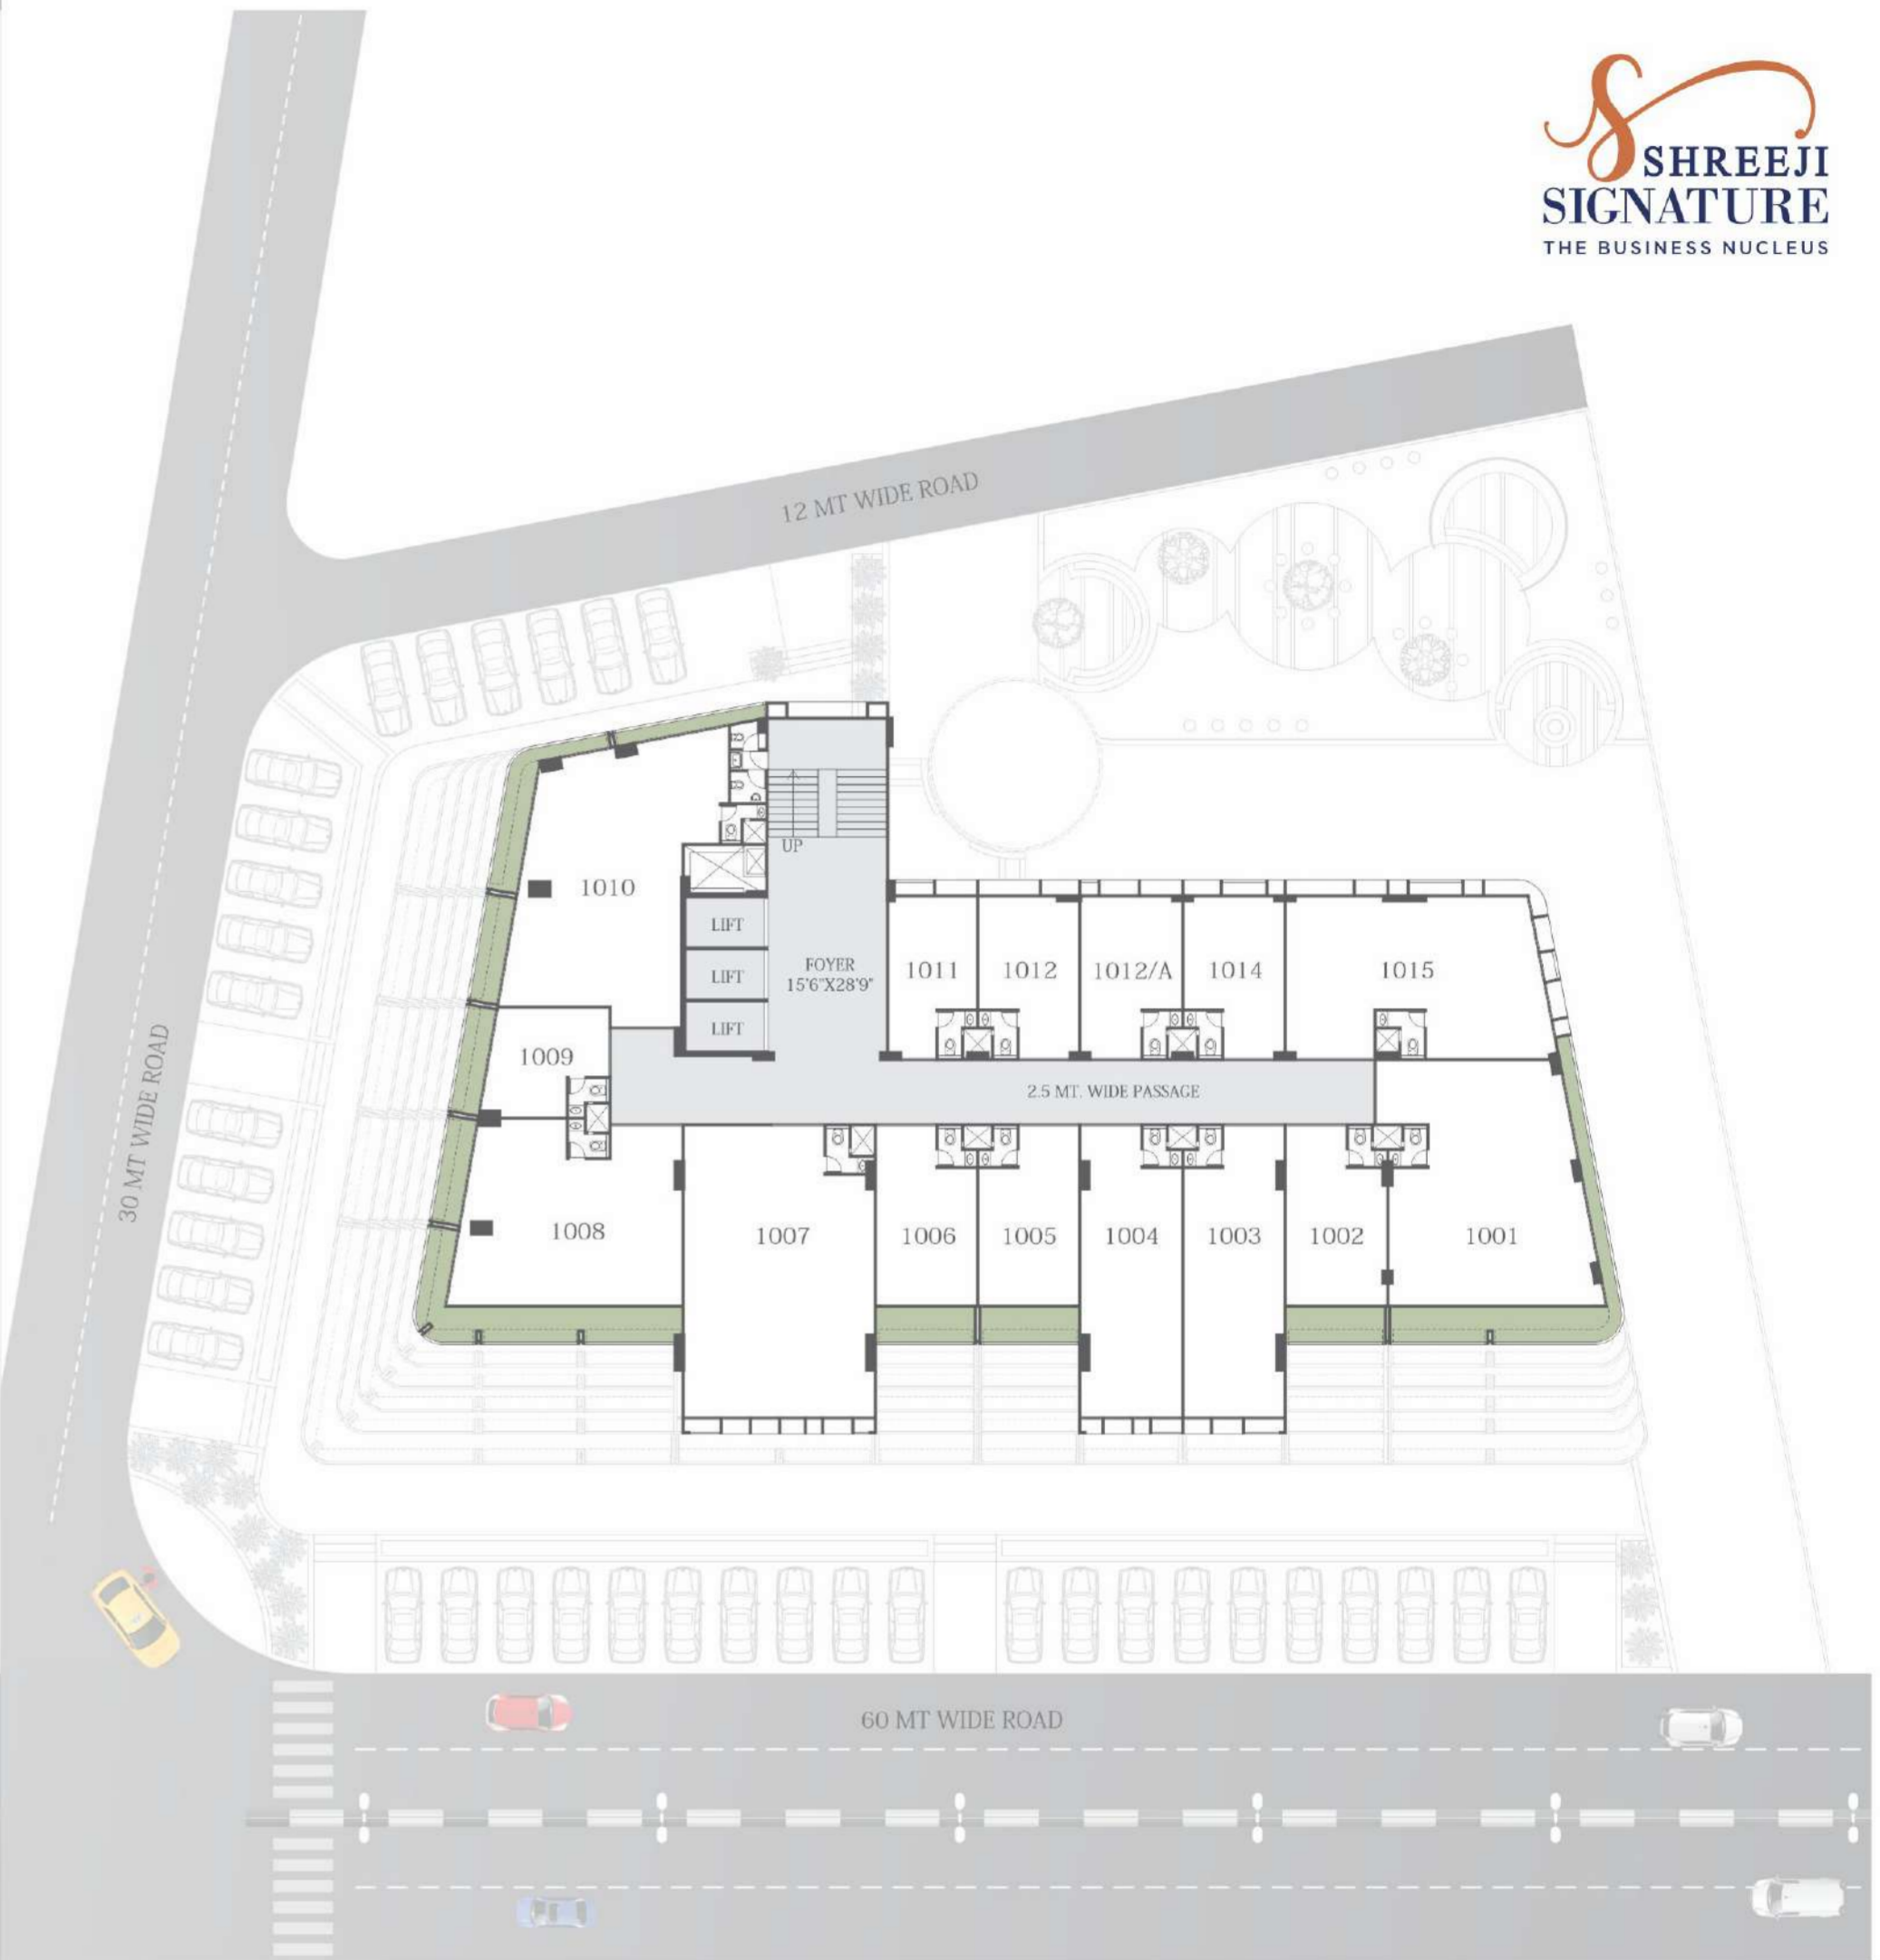 SHREEJI
SIGNATURE
THE BUSINESS NUCLEUS
12 MT WIDE ROAD
30 MT WIDE ROAD
UP
1010
LIFT
LIFT
LIFT
FOYER
15'6"X28'9"
1011
1012
1012/A
1014
1015
1009
2.5 MT. WIDE PASSAGE
1008
1007
1006
1005
1004
1003
1002
1001
60 MT WIDE ROAD